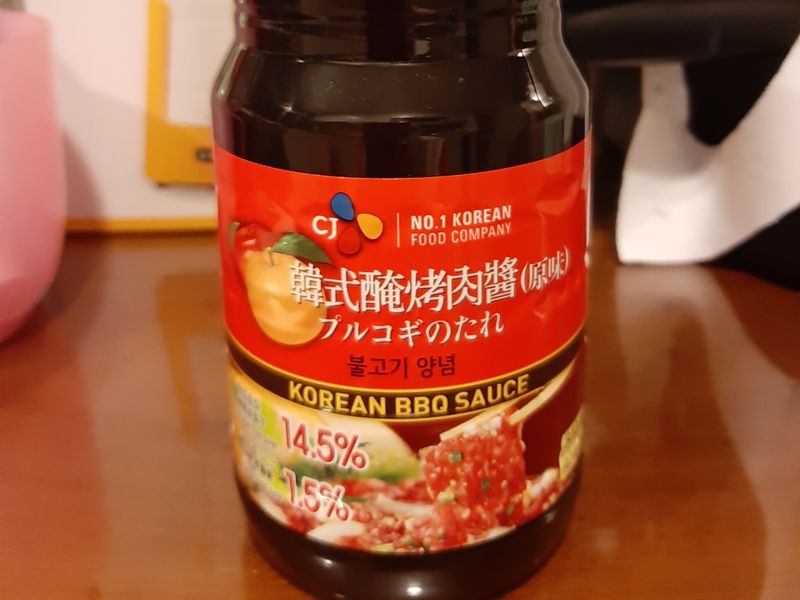 CJ
NO.1 KOREAN
FOOD COMPANY
韓式醃烤肉醬(原味)
プルコギのたれ
불고기 양념
KOREAN BBQ SAUCE
14.5%
1.5%